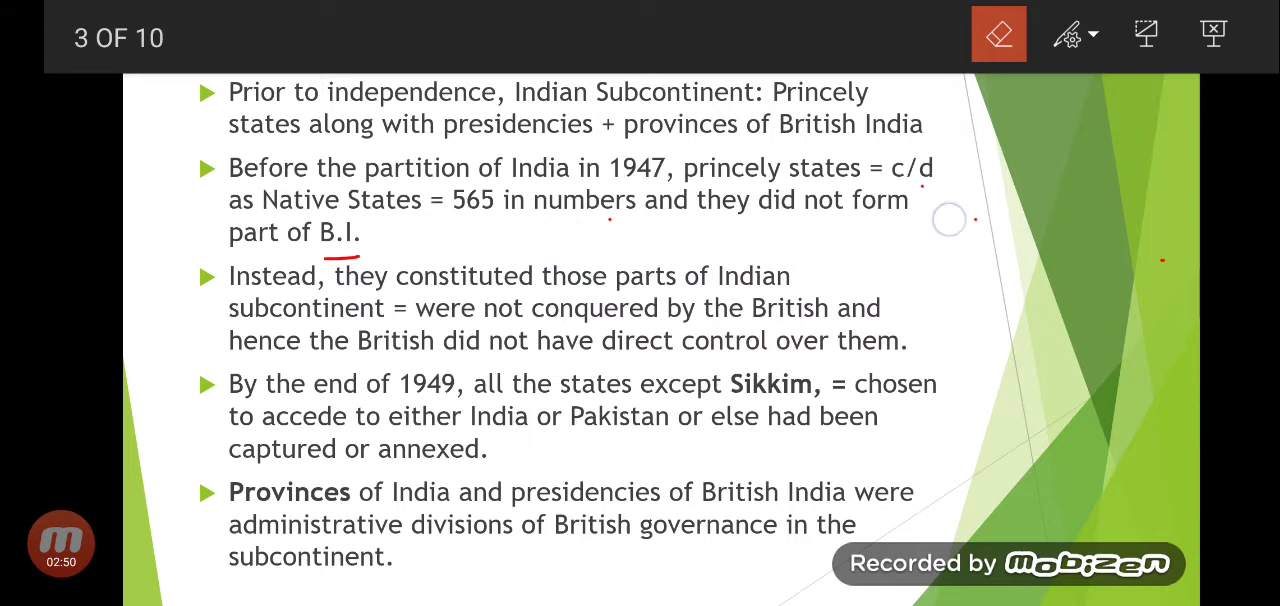 3 OF 10
Prior to independence, Indian Subcontinent: Princely
states along with presidencies + provinces of British India
Before the partition of India in 1947, princely states = c/d
as Native States = 565 in numbers and they did not form
part of B.I.
Instead, they constituted those parts of Indian
subcontinent = were not conquered by the British and
hence the British did not have direct control over them.
By the end of 1949, all the states except Sikkim, = chosen
to accede to either India or Pakistan or else had been
captured or annexed.
Provinces of India and presidencies of British India were
administrative divisions of British governance in the
subcontinent.
m
02:50
Recorded by mobizen